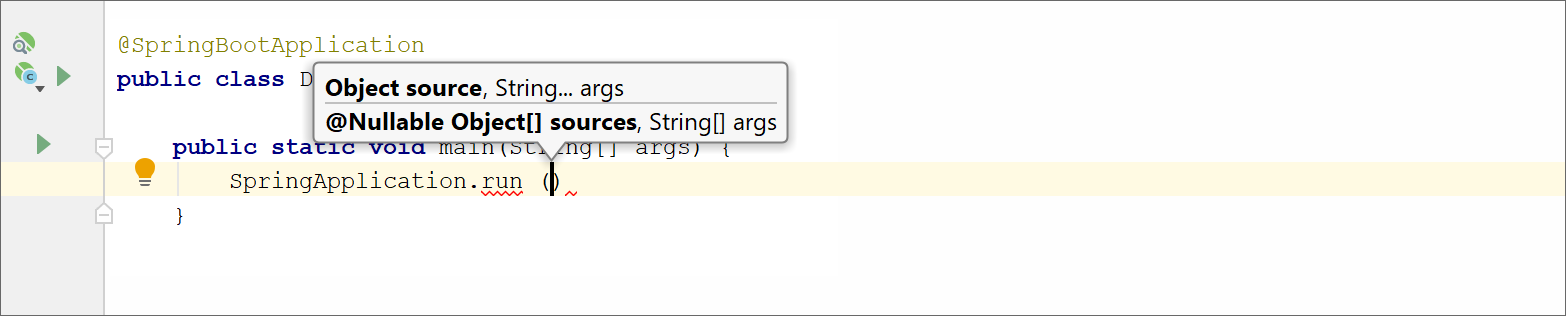 @SpringBootApplication
public class D
Object source, String... args
@Nullable Object[] sources, String[] args
public static void main(String[] args) {
SpringApplication.run ()
}